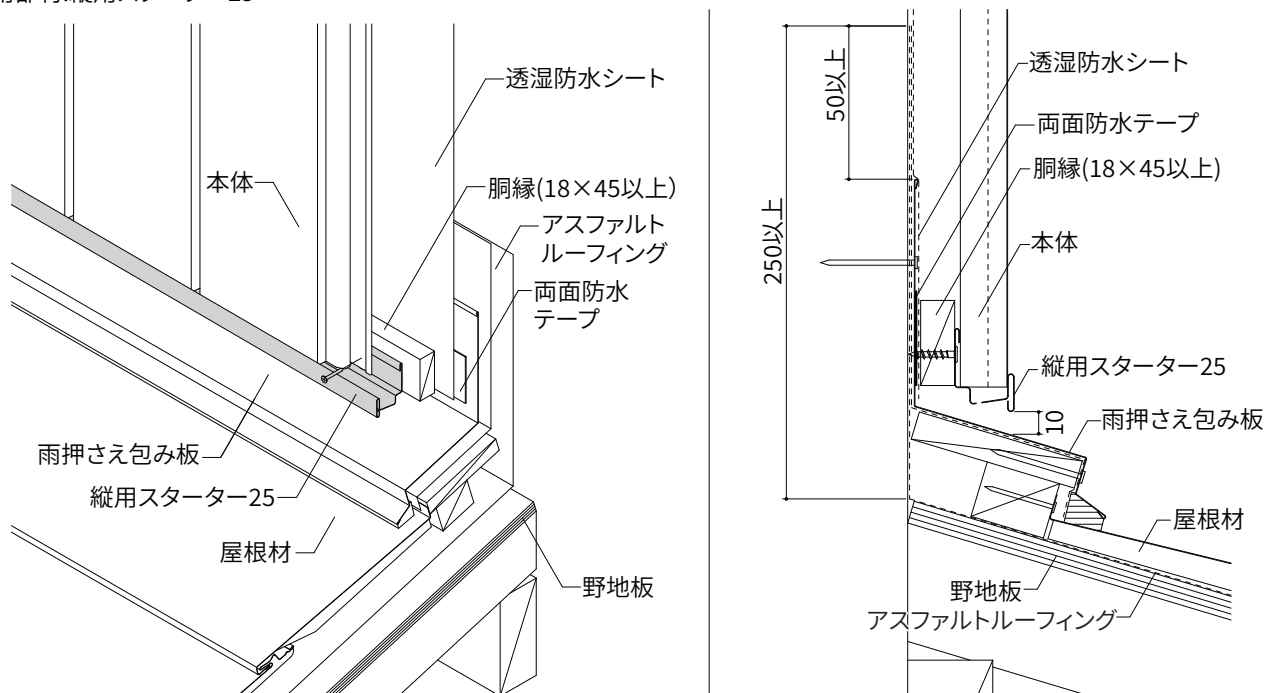 透湿防水シート
本体
胴縁(18×45以上)
アスファルト
ルーフィング
両面防水
テープ
雨押さえ包み板
縦用スターター25
屋根材
野地板
50以上
250以上
透湿防水シート
両面防水テープ
胴縁(18×45以上)
本体
縦用スターター25
10
雨押さえ包み板
屋根材
野地板
アスファルトルーフィング